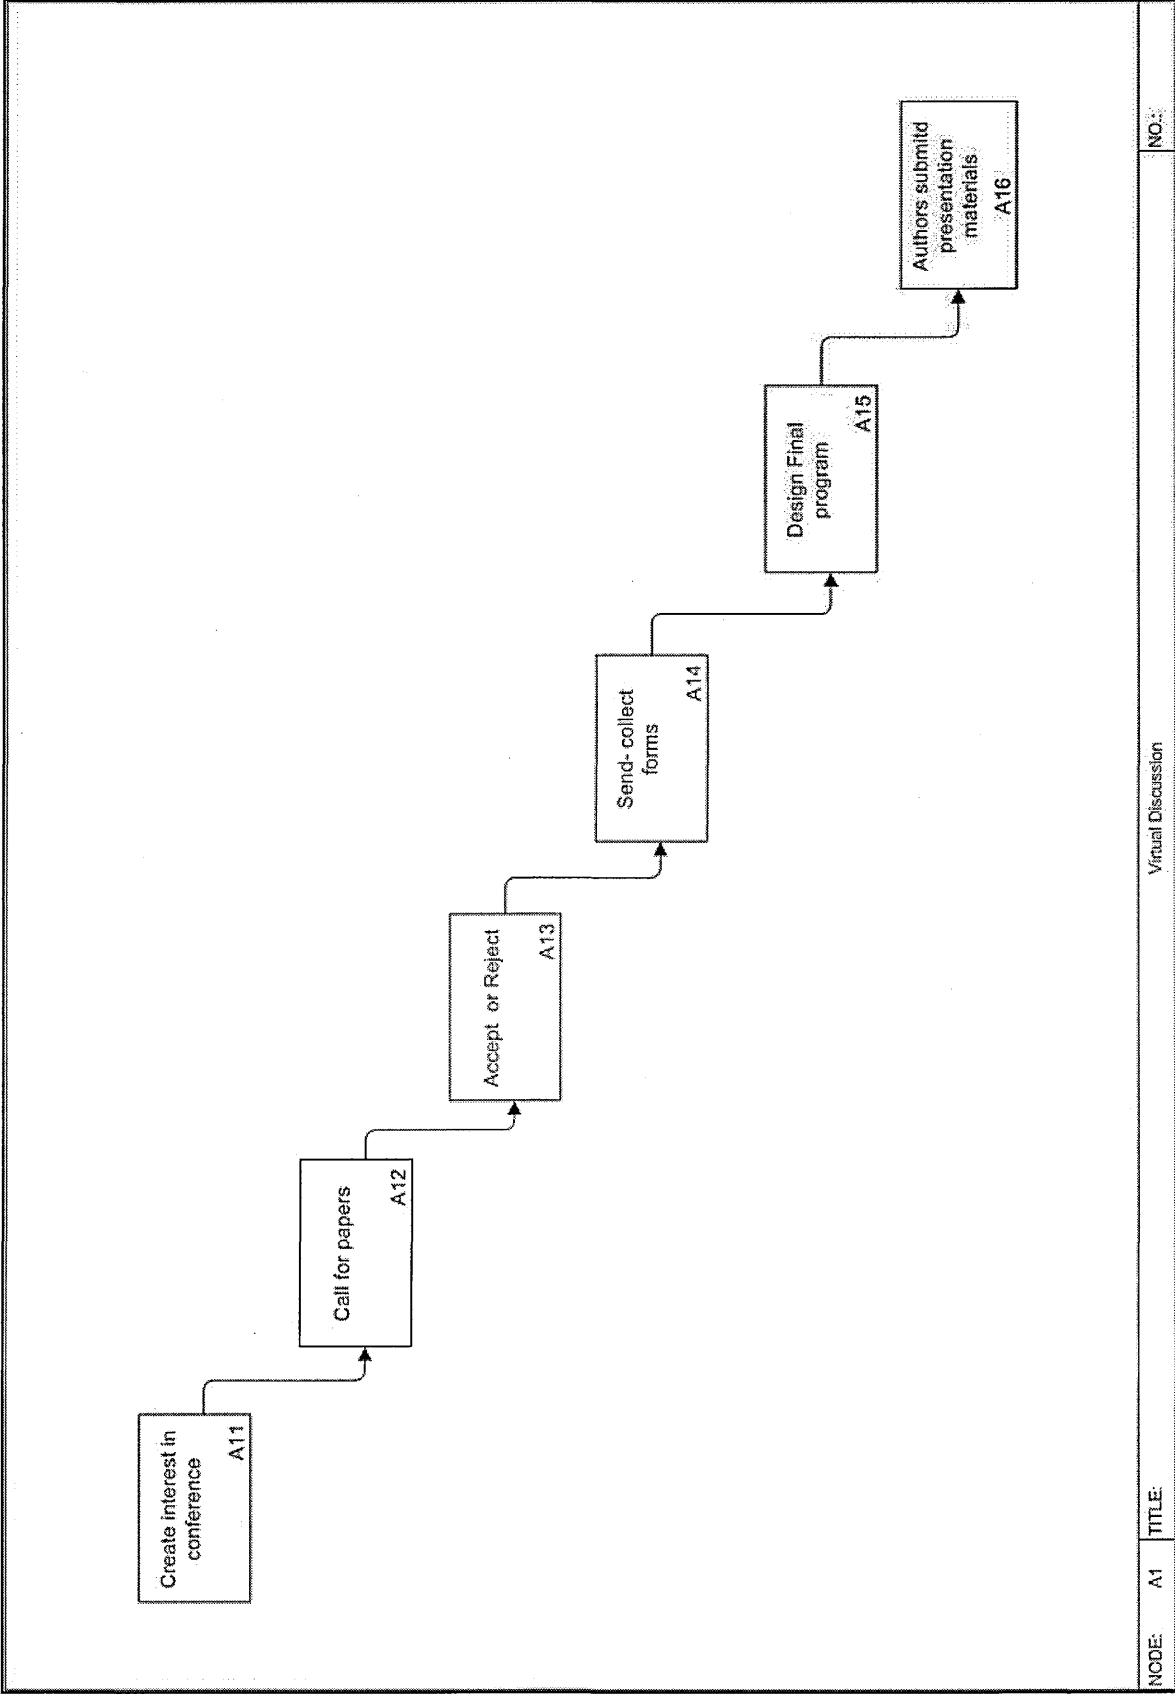 Create interest in
conference
A11
Call for papers
A12
Accept or Reject
A13
Send- collect
forms
A14
Design Final
program
A15
Authors submitd
presentation
materials
A16
NODE: A1 TITLE: Virtual Discussion NO.: